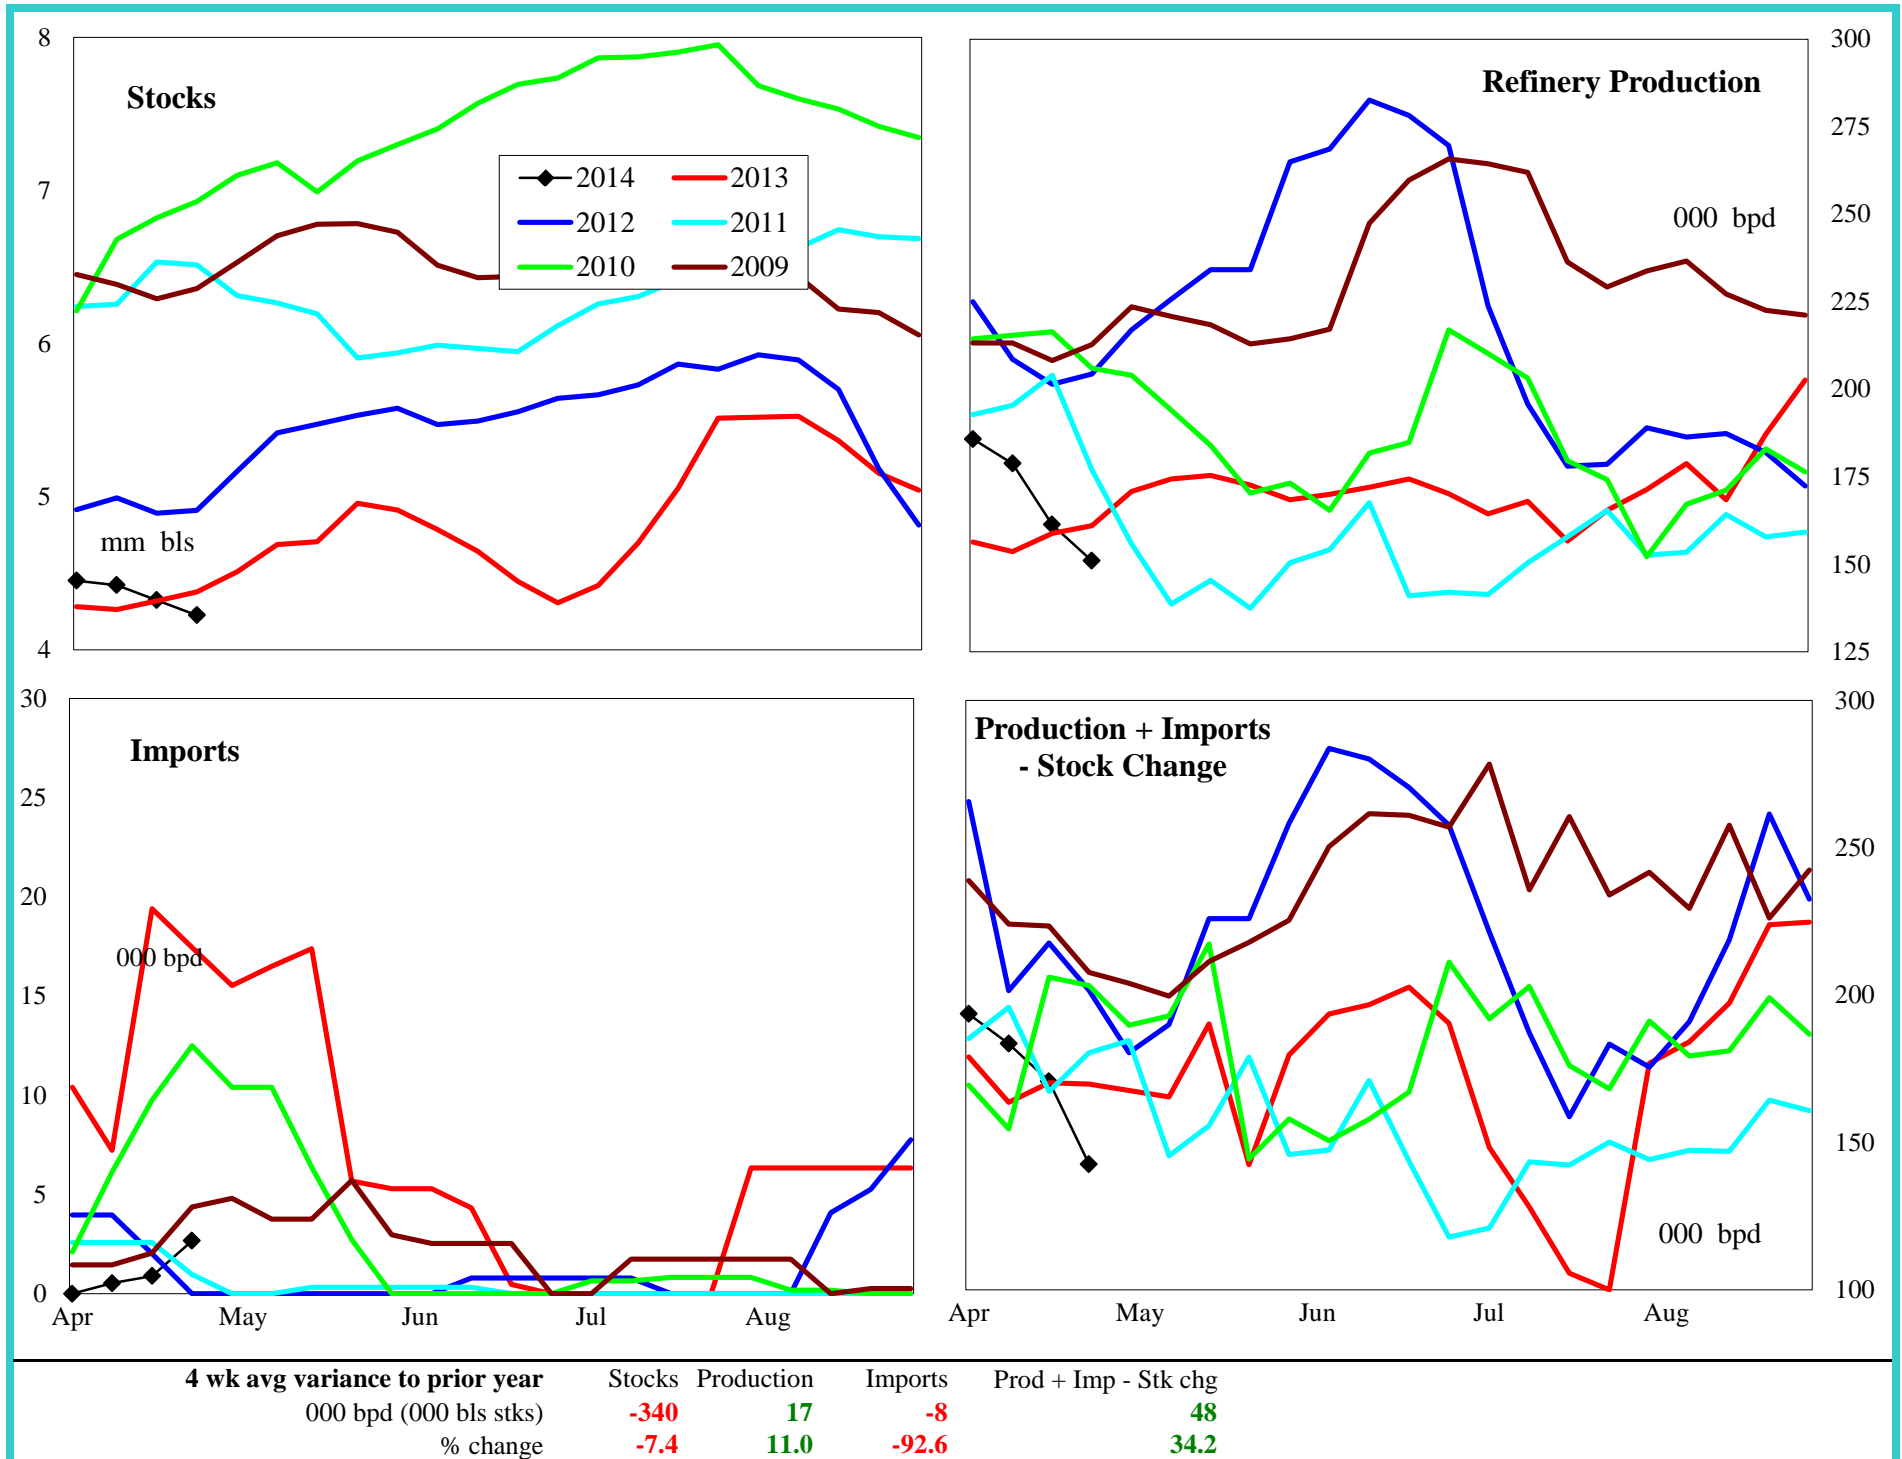 8
7
6
5
4
Stocks
mm bls
2014 2013
2012 2011
2010 2009
300
275
250
225
200
175
150
125
Refinery Production
000 bpd
30
25
20
15
10
5
0
Imports
000 bpd
Apr May Jun Jul Aug
Production + Imports
- Stock Change
300
250
200
150
100
000 bpd
Apr May Jun Jul Aug
4 wk avg variance to prior year Stocks Production Imports Prod + Imp - Stk chg
000 bpd (000 bls stks) -340 17 -8 48
% change -7.4 11.0 -92.6 34.2